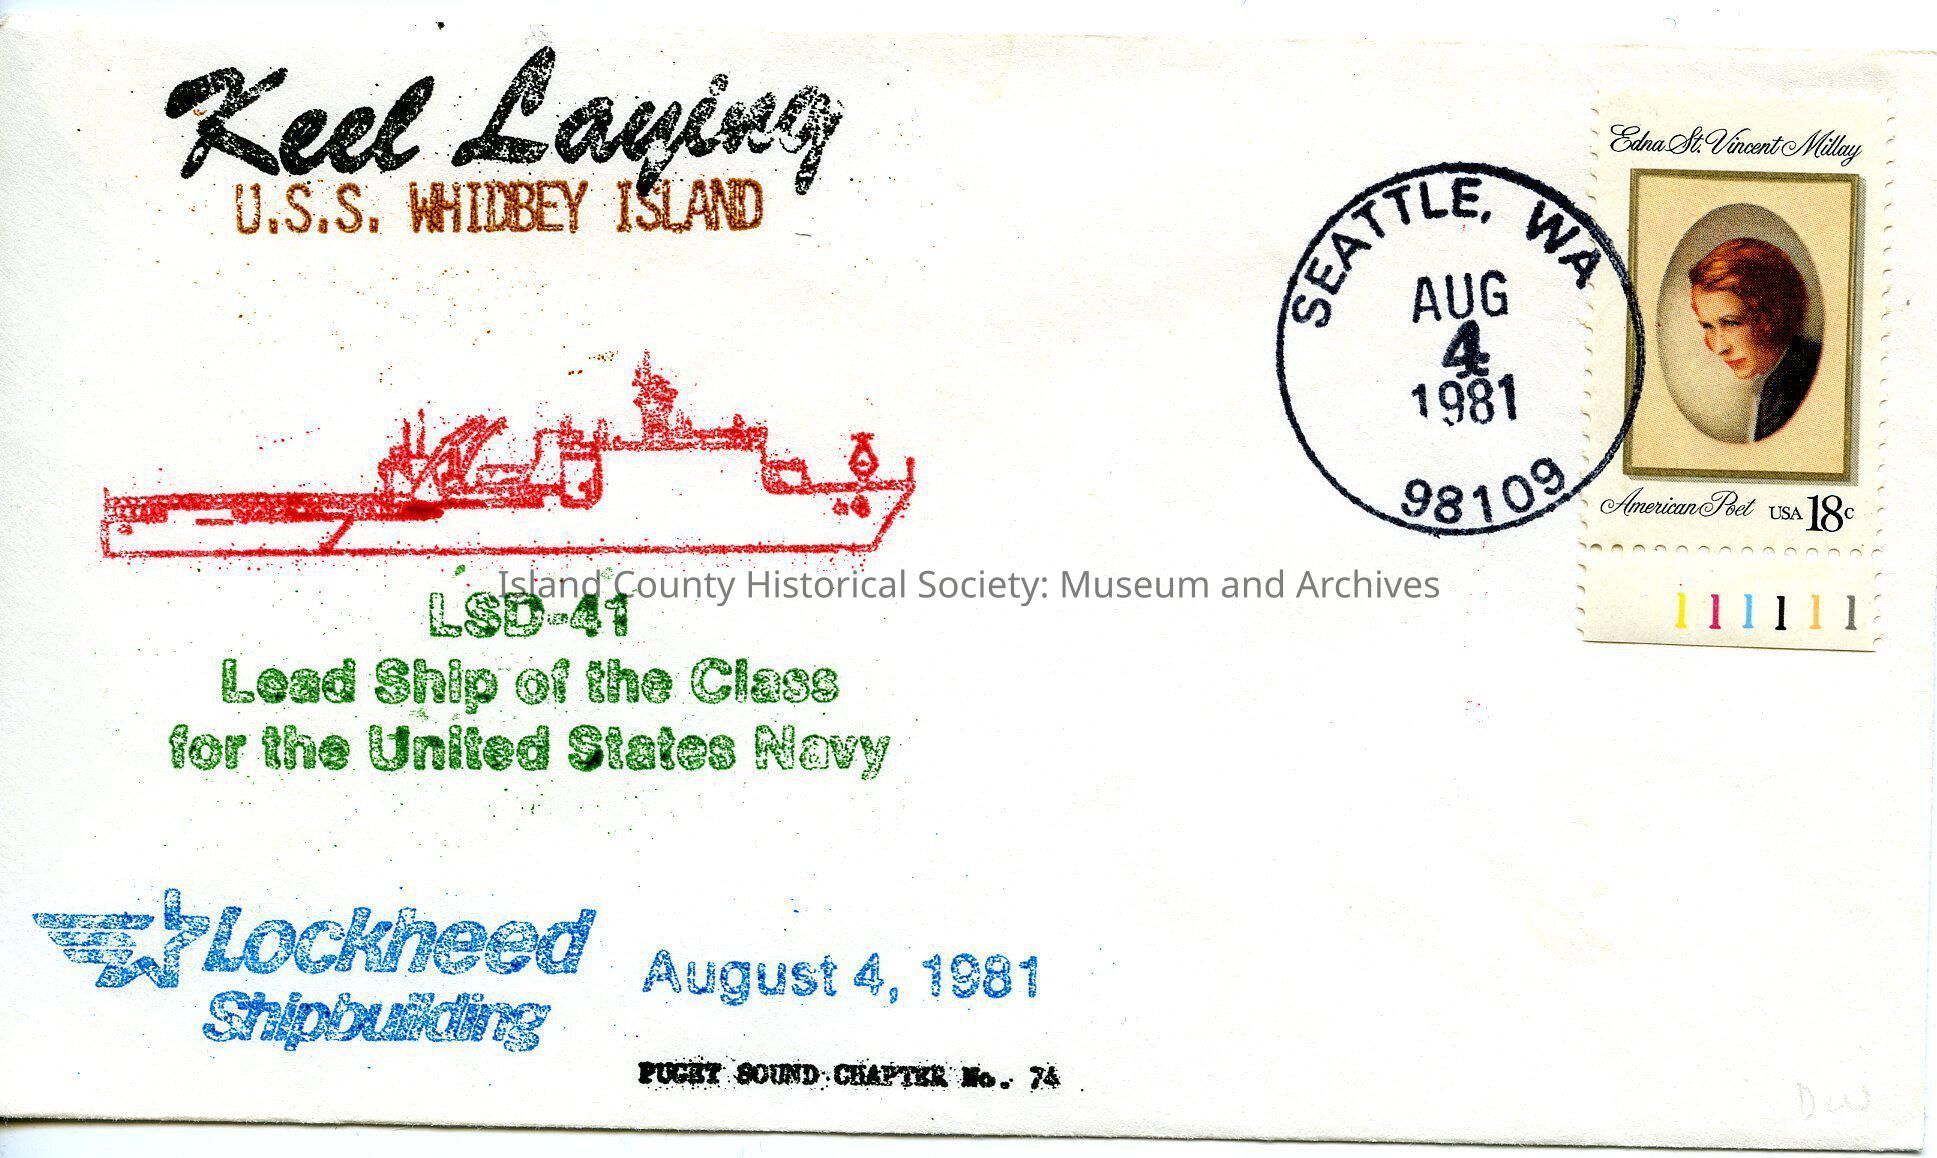 Keel Laying
U.S.S. WHIDBEY ISLAND
SEATTLE, WA
AUG
4
1981
98109
Edna St. Vincent Millay
American Poet USA 18c
111111
Island County Historical Society: Museum and Archives
LSD-41
Lead Ship of the Class
for the United States Navy
Lockheed
Shipbuilding
August 4, 1981
PUGET SOUND CHAPTER No. 74
DW